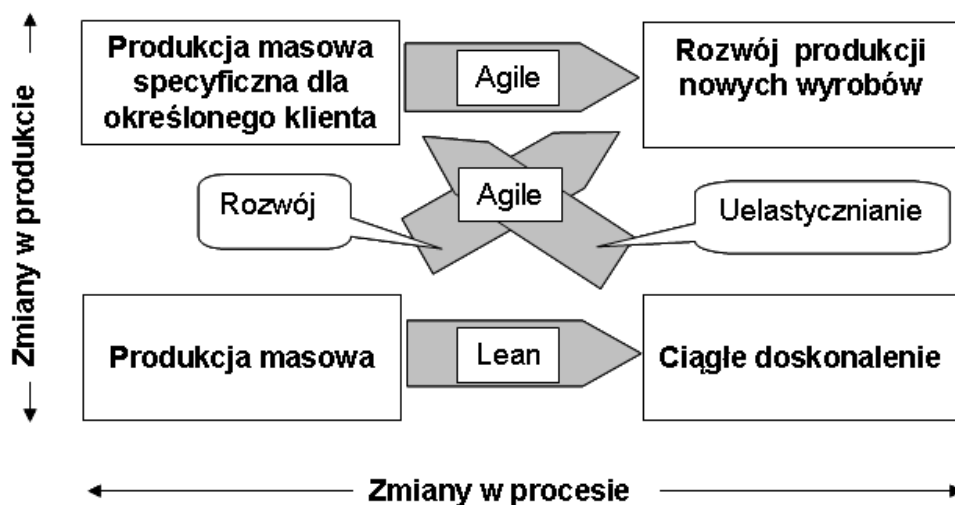 Zmiany w produkcie
Produkcja masowa
specyficzna dla
określonego klienta
Agile
Rozwój produkcji
nowych wyrobów
Rozwój
Agile
Uelastycznianie
Produkcja masowa
Lean
Ciągłe doskonalenie
Zmiany w procesie